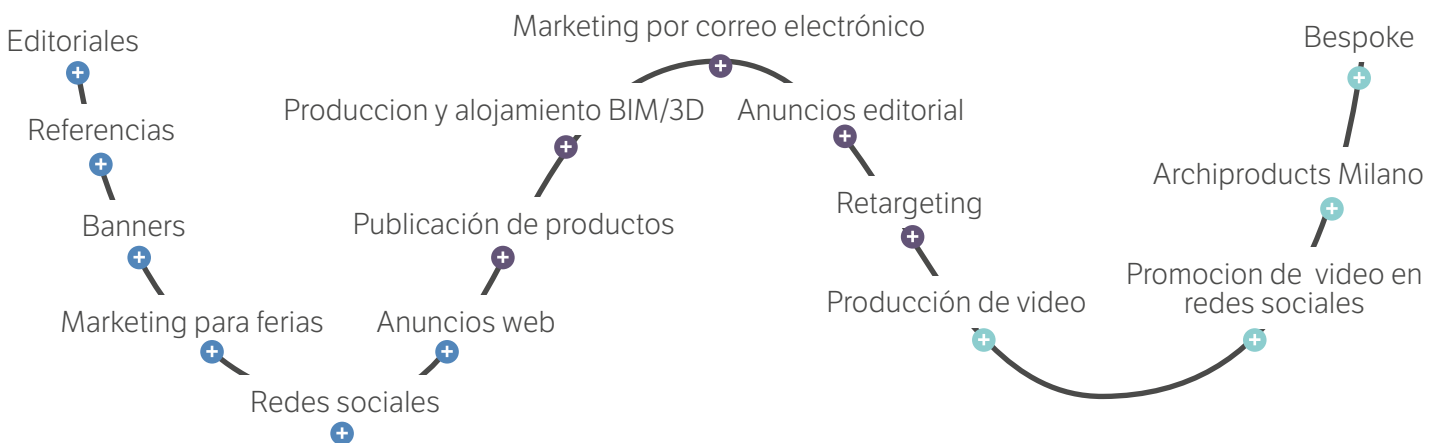 Editoriales
Referencias
Banners
Marketing para ferias
Redes sociales
Anuncios web
Publicación de productos
Produccion y alojamiento BIM/3D
Marketing por correo electrónico
Anuncios editorial
Retargeting
Producción de video
Promocion de video en
redes sociales
Archiproducts Milano
Bespoke